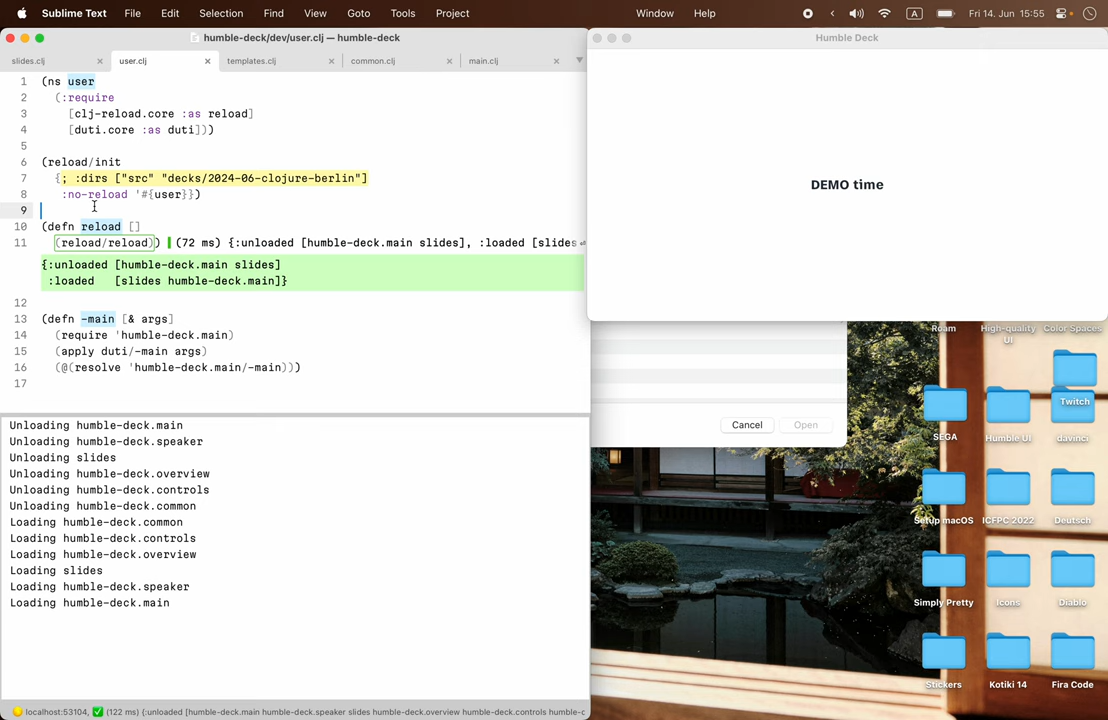 Sublime Text File Edit Selection Find View Goto Tools Project Window Help A Fri 14. Jun 15:55
humble-deck/dev/user.clj — humble-deck
slides.clj user.clj templates.clj common.clj main.clj
1 (ns user
2 (:require
3 [clj-reload.core :as reload]
4 [duti.core :as duti]))
5
6 (reload/init
7 {; :dirs ["src" "decks/2024-06-clojure-berlin"]
8 :no-reload '#{user}})
9
10 (defn reload []
11 (reload/reload)) (72 ms) {:unloaded [humble-deck.main slides], :loaded [slides
{:unloaded [humble-deck.main slides]
:loaded [slides humble-deck.main]}
12
13 (defn -main [& args]
14 (require 'humble-deck.main)
15 (apply duti/-main args)
16 (@(resolve 'humble-deck.main/-main)))
17
Unloading humble-deck.main
Unloading humble-deck.speaker
Unloading slides
Unloading humble-deck.overview
Unloading humble-deck.controls
Unloading humble-deck.common
Loading humble-deck.common
Loading humble-deck.controls
Loading humble-deck.overview
Loading slides
Loading humble-deck.speaker
Loading humble-deck.main
localhost:53104, (122 ms) {:unloaded [humble-deck.main humble-deck.speaker slides humble-deck.overview humble-deck.controls humble-c
Humble Deck
DEMO time
Cancel Open
Roam High-quality UI Color Spaces
Twitch
SEGA Humble UI davinci
Setup macOS ICFPC 2022 Deutsch
Simply Pretty Icons Diablo
Stickers Kotiki 14 Fira Code